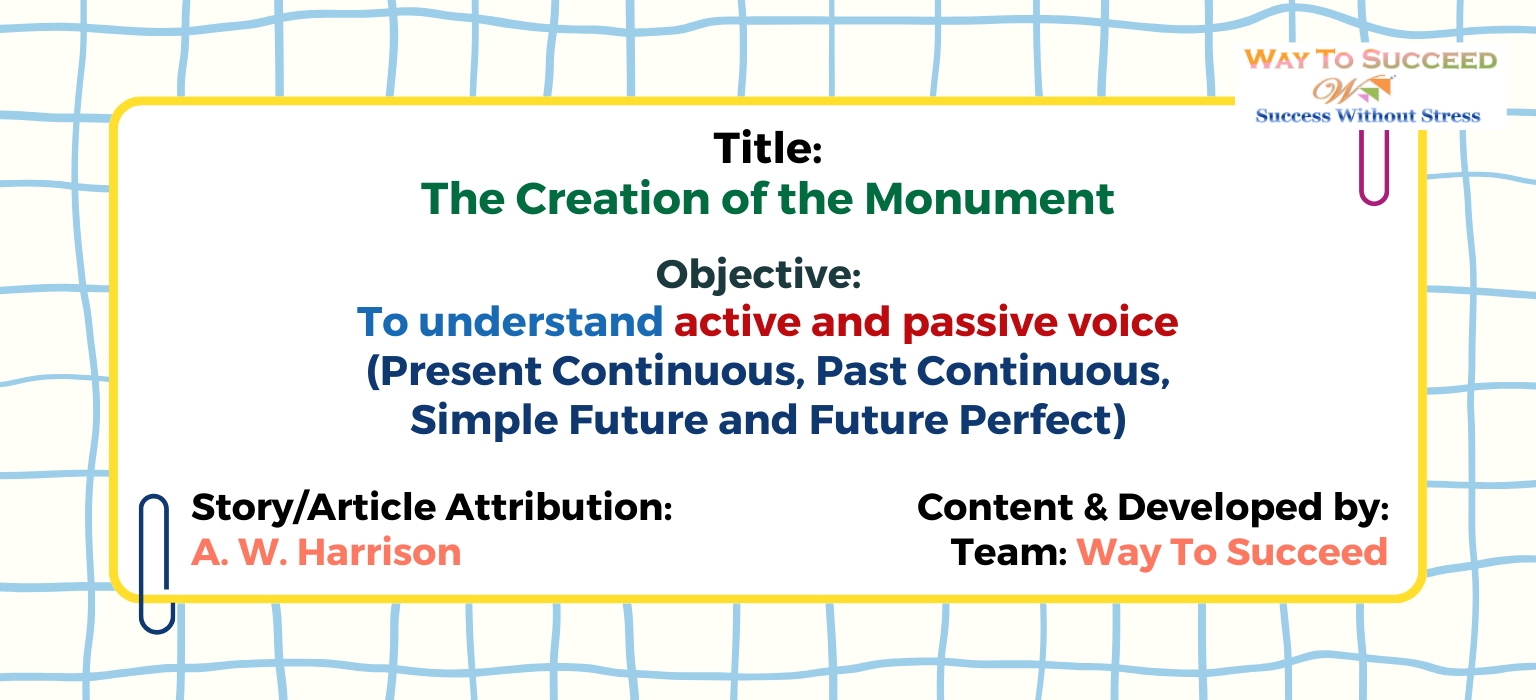 WAY TO SUCCEED
W
Success Without Stress
Title:
The Creation of the Monument
Objective:
To understand active and passive voice
(Present Continuous, Past Continuous,
Simple Future and Future Perfect)
Story/Article Attribution:
A. W. Harrison
Content & Developed by:
Team: Way To Succeed